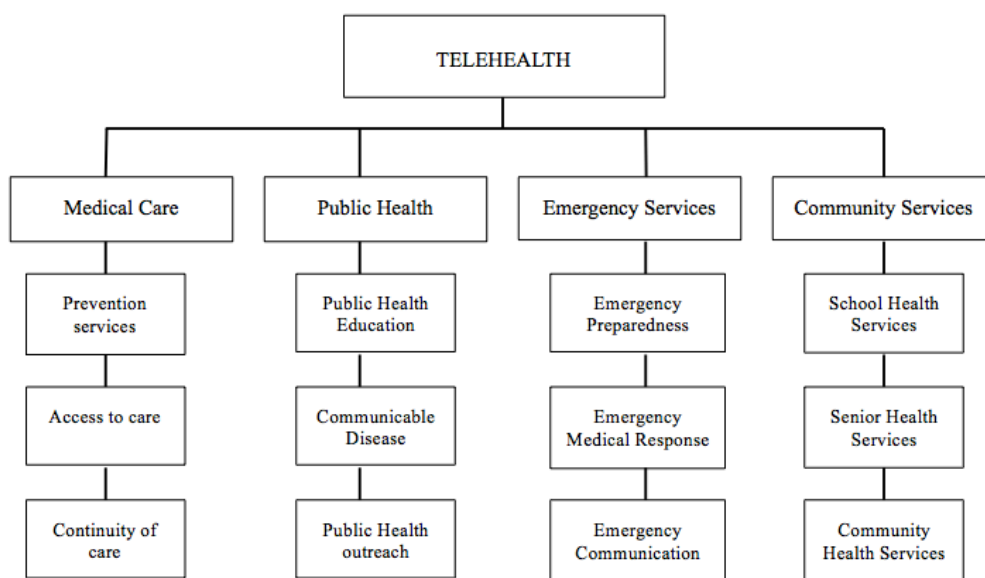 TELEHEALTH
Medical Care
Public Health
Emergency Services
Community Services
Prevention
services
Public Health
Education
Emergency
Preparedness
School Health
Services
Access to care
Communicable
Disease
Emergency
Medical Response
Senior Health
Services
Continuity of
care
Public Health
outreach
Emergency
Communication
Community
Health Services